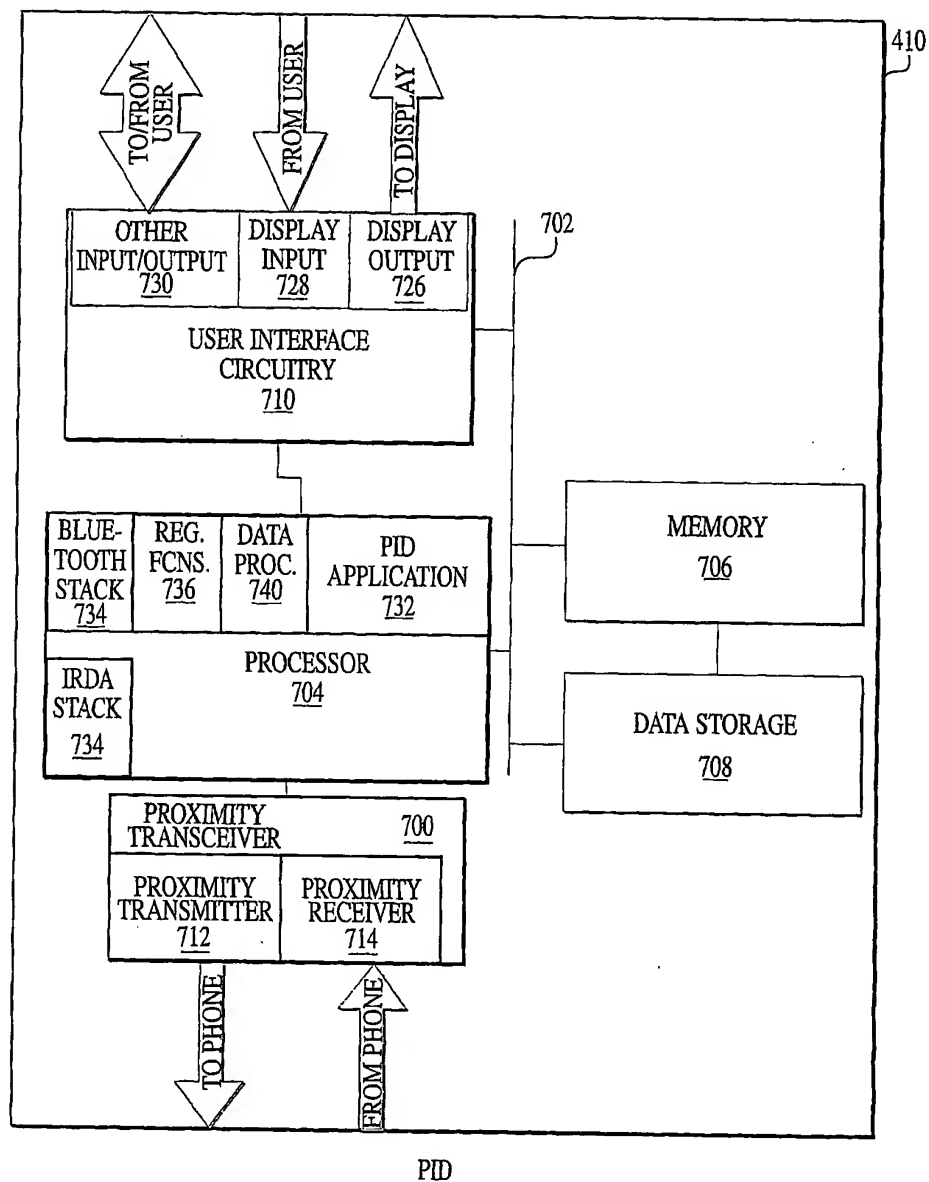 410
TO/FROM
USER
FROM USER
TO DISPLAY
702
OTHER
INPUT/OUTPUT
730
DISPLAY
INPUT
728
DISPLAY
OUTPUT
726
USER INTERFACE
CIRCUITRY
710
BLUE-
TOOTH
STACK
734
REG.
FCNS.
736
DATA
PROC.
740
PID
APPLICATION
732
MEMORY
706
PROCESSOR
704
IRDA
STACK
734
DATA STORAGE
708
PROXIMITY
TRANSCEIVER
700
PROXIMITY
TRANSMITTER
712
PROXIMITY
RECEIVER
714
TO PHONE
FROM PHONE
PID